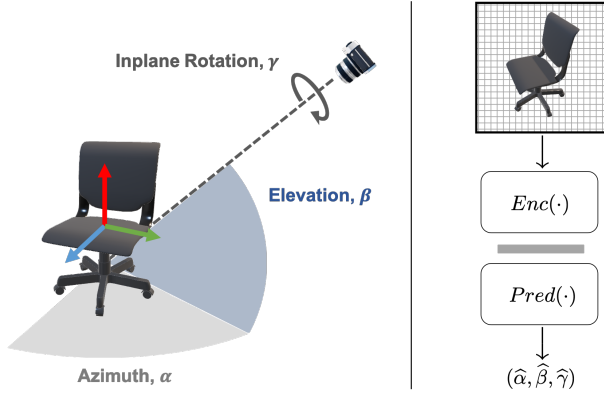 Inplane Rotation, γ
Elevation, β
Azimuth, α
Enc(·)
Pred(·)
(α̂, β̂, γ̂)